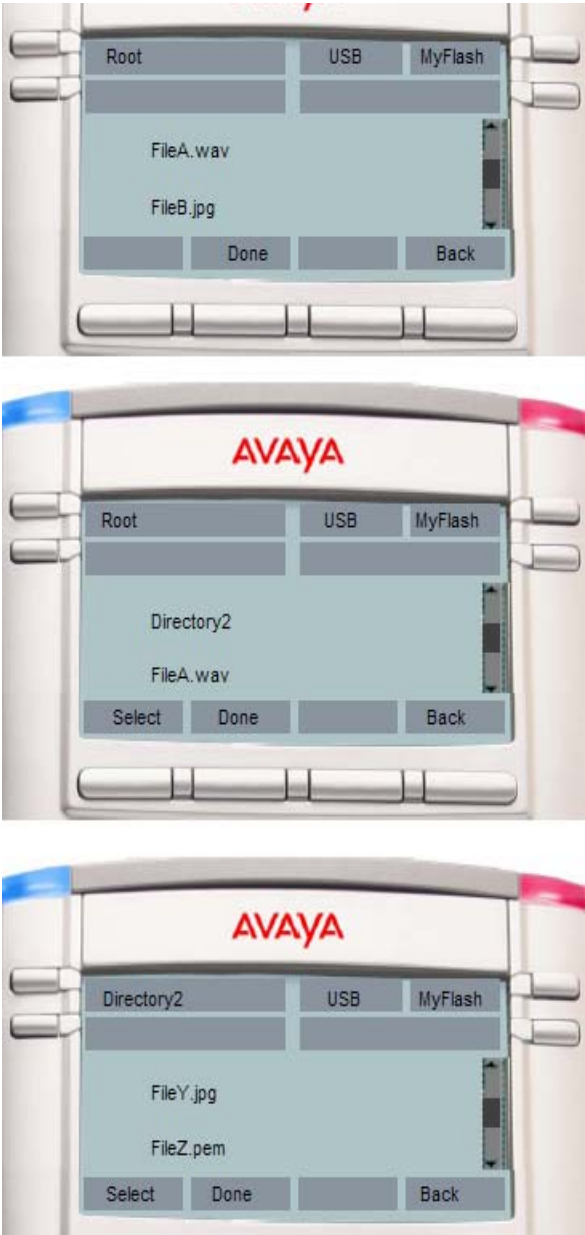 Root USB MyFlash
FileA.wav
FileB.jpg
Done Back
AVAYA
Root USB MyFlash
Directory2
FileA.wav
Select Done Back
AVAYA
Directory2 USB MyFlash
FileY.jpg
FileZ.pem
Select Done Back